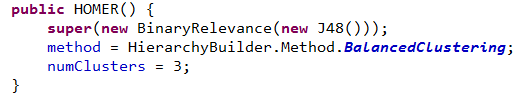 public HOMER() {
    super(new BinaryRelevance(new J48()));
    method = HierarchyBuilder.Method.BalancedClustering;
    numClusters = 3;
}